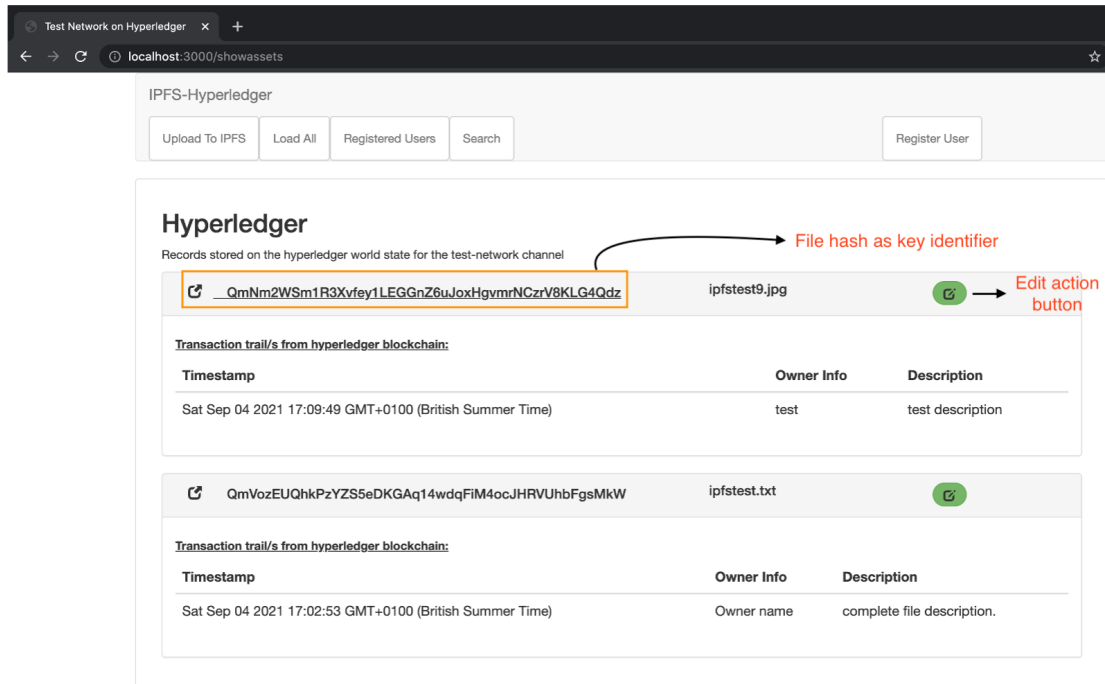 Test Network on Hyperledger
localhost:3000/showassets
IPFS-Hyperledger
Upload To IPFS Load All Registered Users Search Register User
Hyperledger
File hash as key identifier
Records stored on the hyperledger world state for the test-network channel
QmNm2WSm1R3Xvfey1LEGGnZ6uJoxHgvmrNCzrV8KLG4Qdz ipfstest9.jpg
Edit action
button
Transaction trail/s from hyperledger blockchain:
Timestamp Owner Info Description
Sat Sep 04 2021 17:09:49 GMT+0100 (British Summer Time) test test description
QmVozEUQhkPzYZS5eDKGAq14wdqFiM4ocJHRVUhbFgsMkW ipfstest.txt
Transaction trail/s from hyperledger blockchain:
Timestamp Owner Info Description
Sat Sep 04 2021 17:02:53 GMT+0100 (British Summer Time) Owner name complete file description.